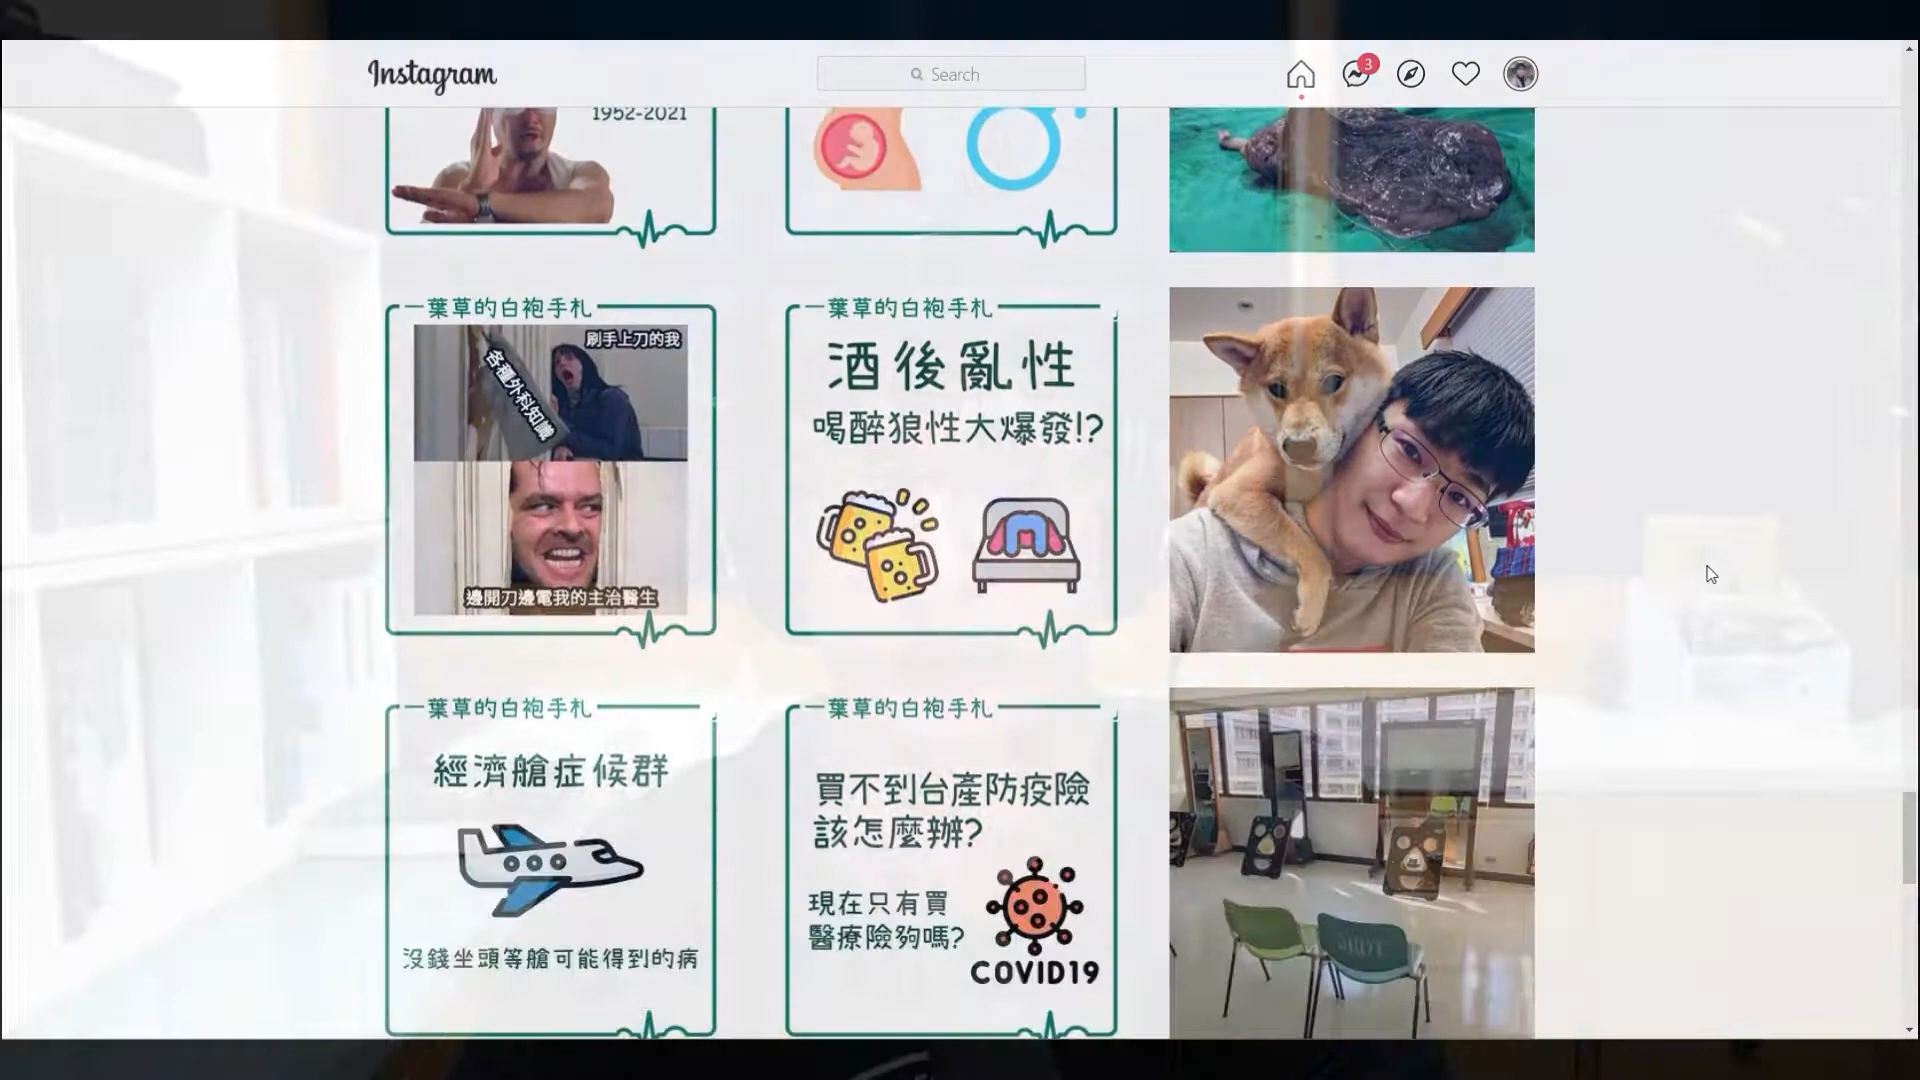 Instagram
Search
3
1952-2021
一葉草的白袍手札
刷手上刀的我
各種外科知識
邊開刀邊電我的主治醫生
一葉草的白袍手札
酒後亂性
喝醉狼性大爆發!?
一葉草的白袍手札
經濟艙症候群
沒錢坐頭等艙可能得到的病
一葉草的白袍手札
買不到台產防疫險
該怎麼辦?
現在只有買
醫療險夠嗎?
COVID19